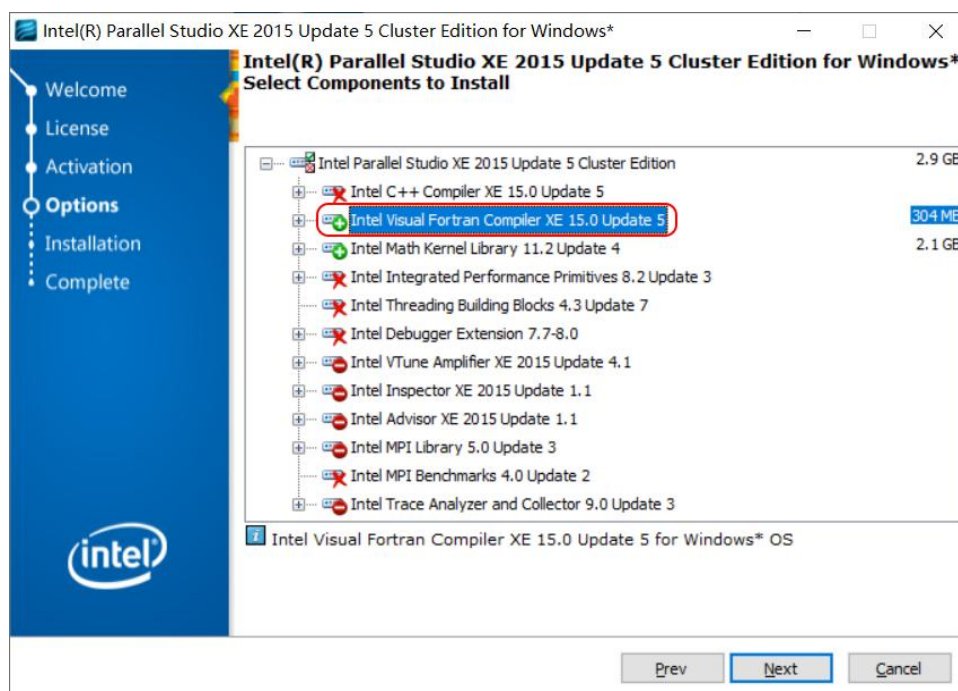 Intel(R) Parallel Studio XE 2015 Update 5 Cluster Edition for Windows*
Intel(R) Parallel Studio XE 2015 Update 5 Cluster Edition for Windows*
Select Components to Install
Welcome
License
Activation
Options
Installation
Complete
Intel Parallel Studio XE 2015 Update 5 Cluster Edition 2.9 GB
Intel C++ Compiler XE 15.0 Update 5
Intel Visual Fortran Compiler XE 15.0 Update 5 304 MB
Intel Math Kernel Library 11.2 Update 4 2.1 GB
Intel Integrated Performance Primitives 8.2 Update 3
Intel Threading Building Blocks 4.3 Update 7
Intel Debugger Extension 7.7-8.0
Intel VTune Amplifier XE 2015 Update 4.1
Intel Inspector XE 2015 Update 1.1
Intel Advisor XE 2015 Update 1.1
Intel MPI Library 5.0 Update 3
Intel MPI Benchmarks 4.0 Update 2
Intel Trace Analyzer and Collector 9.0 Update 3
Intel Visual Fortran Compiler XE 15.0 Update 5 for Windows* OS
(intel)
Prev Next Cancel